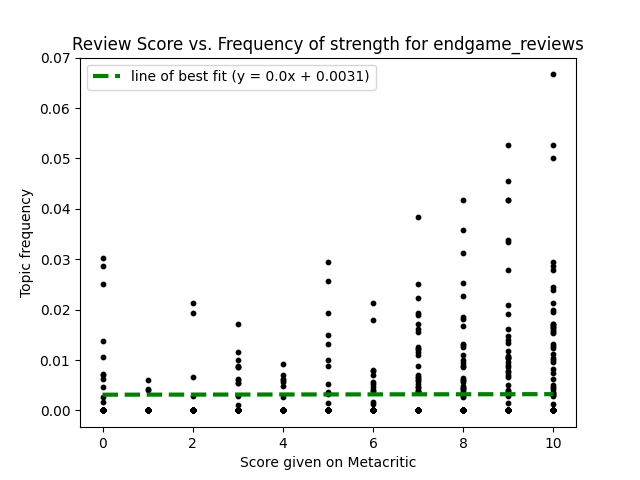 Review Score vs. Frequency of strength for endgame_reviews
line of best fit (y = 0.0x + 0.0031)
0.07
0.06
0.05
0.04
0.03
0.02
0.01
0.00
Topic frequency
0 2 4 6 8 10
Score given on Metacritic